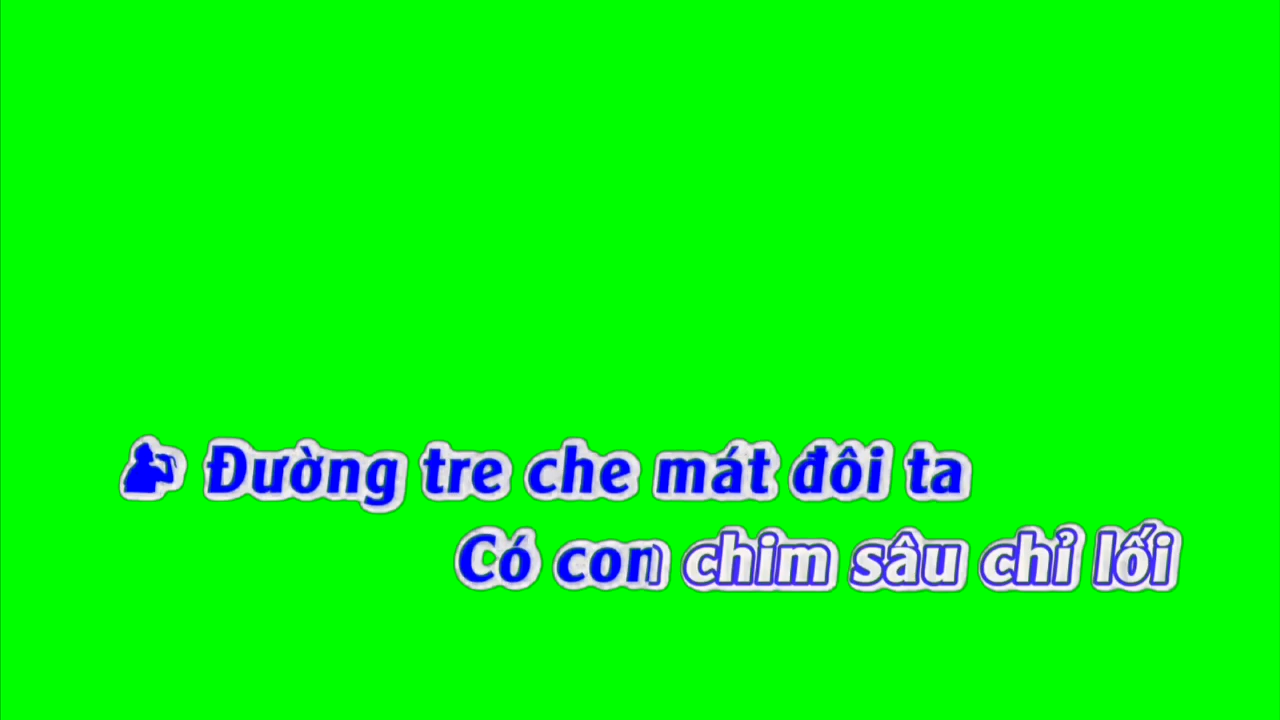 Đường tre che mát đôi ta
Có con chim sâu chỉ lối